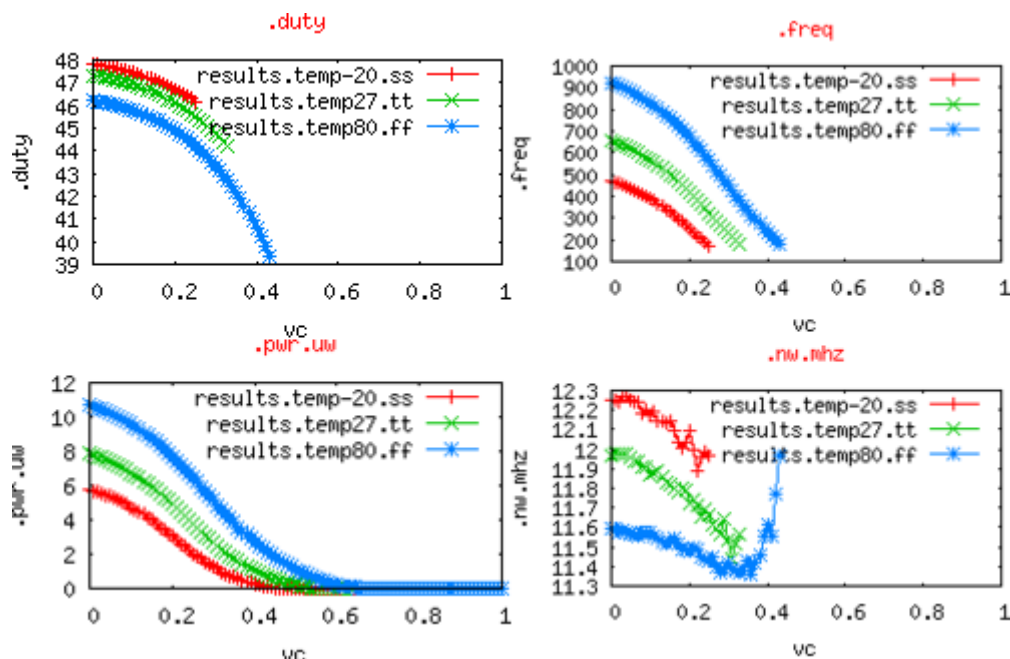 .duty
48
47
46
45
44
43
42
41
40
39
.duty
results.temp-20.ss
results.temp27.tt
results.temp80.ff
0 0.2 0.4 0.6 0.8 1
vc
.freq
1000
900
800
700
600
500
400
300
200
100
.freq
results.temp-20.ss
results.temp27.tt
results.temp80.ff
0 0.2 0.4 0.6 0.8 1
vc
.pwr.uw
12
10
8
6
4
2
0
.pwr.uw
results.temp-20.ss
results.temp27.tt
results.temp80.ff
0 0.2 0.4 0.6 0.8 1
vc
.nw.mhz
12.3
12.2
12.1
12
11.9
11.8
11.7
11.6
11.5
11.4
11.3
.nw.mhz
results.temp-20.ss
results.temp27.tt
results.temp80.ff
0 0.2 0.4 0.6 0.8 1
vc